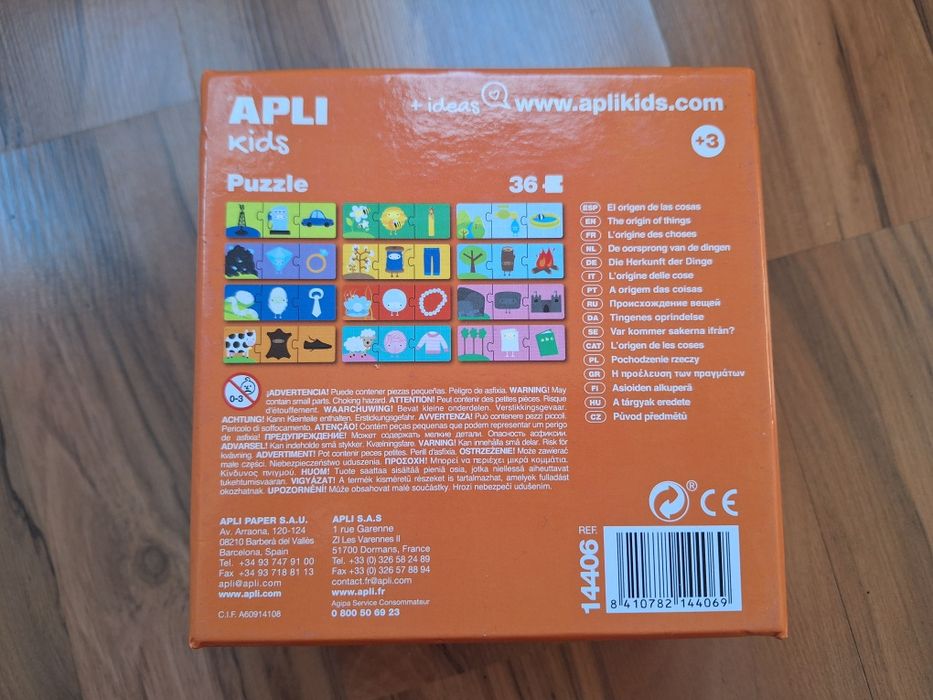 APLI
kids
+ ideas www.aplikids.com
+3
Puzzle
36
ESP El origen de las cosas
EN The origin of things
FR L'origine des choses
NL De oorsprong van de dingen
DE Die Herkunft der Dinge
IT L'origine delle cose
PT A origem das coisas
RU Происхождение вещей
DA Tingenes oprindelse
SE Var kommer sakerna ifrån?
CAT L'origen de les coses
PL Pochodzenie rzeczy
GR Η προέλευση των πραγμάτων
FI Asioiden alkuperä
HU A tárgyak eredete
CZ Původ předmětů
0-3
¡ADVERTENCIA! Puede contener piezas pequeñas. Peligro de asfixia. WARNING! May
contain small parts. Choking hazard. ATTENTION! Peut contenir des petites pièces. Risque
d'étouffement. WAARCHUWING! Bevat kleine onderdelen. Verstikkingsgevaar.
ACHTUNG! Kann Kleinteile enthalten. Erstickungsgefahr. AVVERTENZA! Può contenere pezzi piccoli.
Pericolo di soffocamento. ATENÇÃO! Contém peças pequenas que podem representar um perigo
de asfixia! ПРЕДУПРЕЖДЕНИЕ! Может содержать мелкие детали. Опасность асфиксии.
ADVARSEL! Kan indeholde små stykker. Kvælningsfare. VARNING! Kan innehålla små delar. Risk för
kvävning. ADVERTIMENT! Pot contenir peces petites. Perill d'asfixia. OSTRZEŻENIE! Może zawierać
małe części. Niebezpieczeństwo uduszenia. ΠΡΟΣΟΧΗ! Μπορεί να περιέχει μικρά κομμάτια.
Κίνδυνος πνιγμού. HUOM! Tuote saattaa sisältää pieniä osia, jotka niellessä aiheuttavat
tukehtumisvaaran. VIGYÁZAT! A termék kisméretű részeket is tartalmazhat, amelyek fulladást
okozhatnak. UPOZORNĚNÍ! Může obsahovat malé součástky. Hrozí nebezpečí udušením.
APLI PAPER S.A.U.
Av. Arraona, 120-124
08210 Barberà del Vallès
Barcelona, Spain
Tel. +34 93 747 91 00
Fax +34 93 718 81 13
apli@apli.com
www.apli.com
C.I.F. A60914108
APLI S.A.S
1 rue Garenne
ZI Les Varennes II
51700 Dormans, France
Tel. +33 (0) 326 58 24 89
Fax +33 (0) 326 57 88 94
contact.fr@apli.com
www.apli.fr
Agipa Service Consommateur
0 800 50 69 23
®
CE
REF.
14406
8 410782 144069